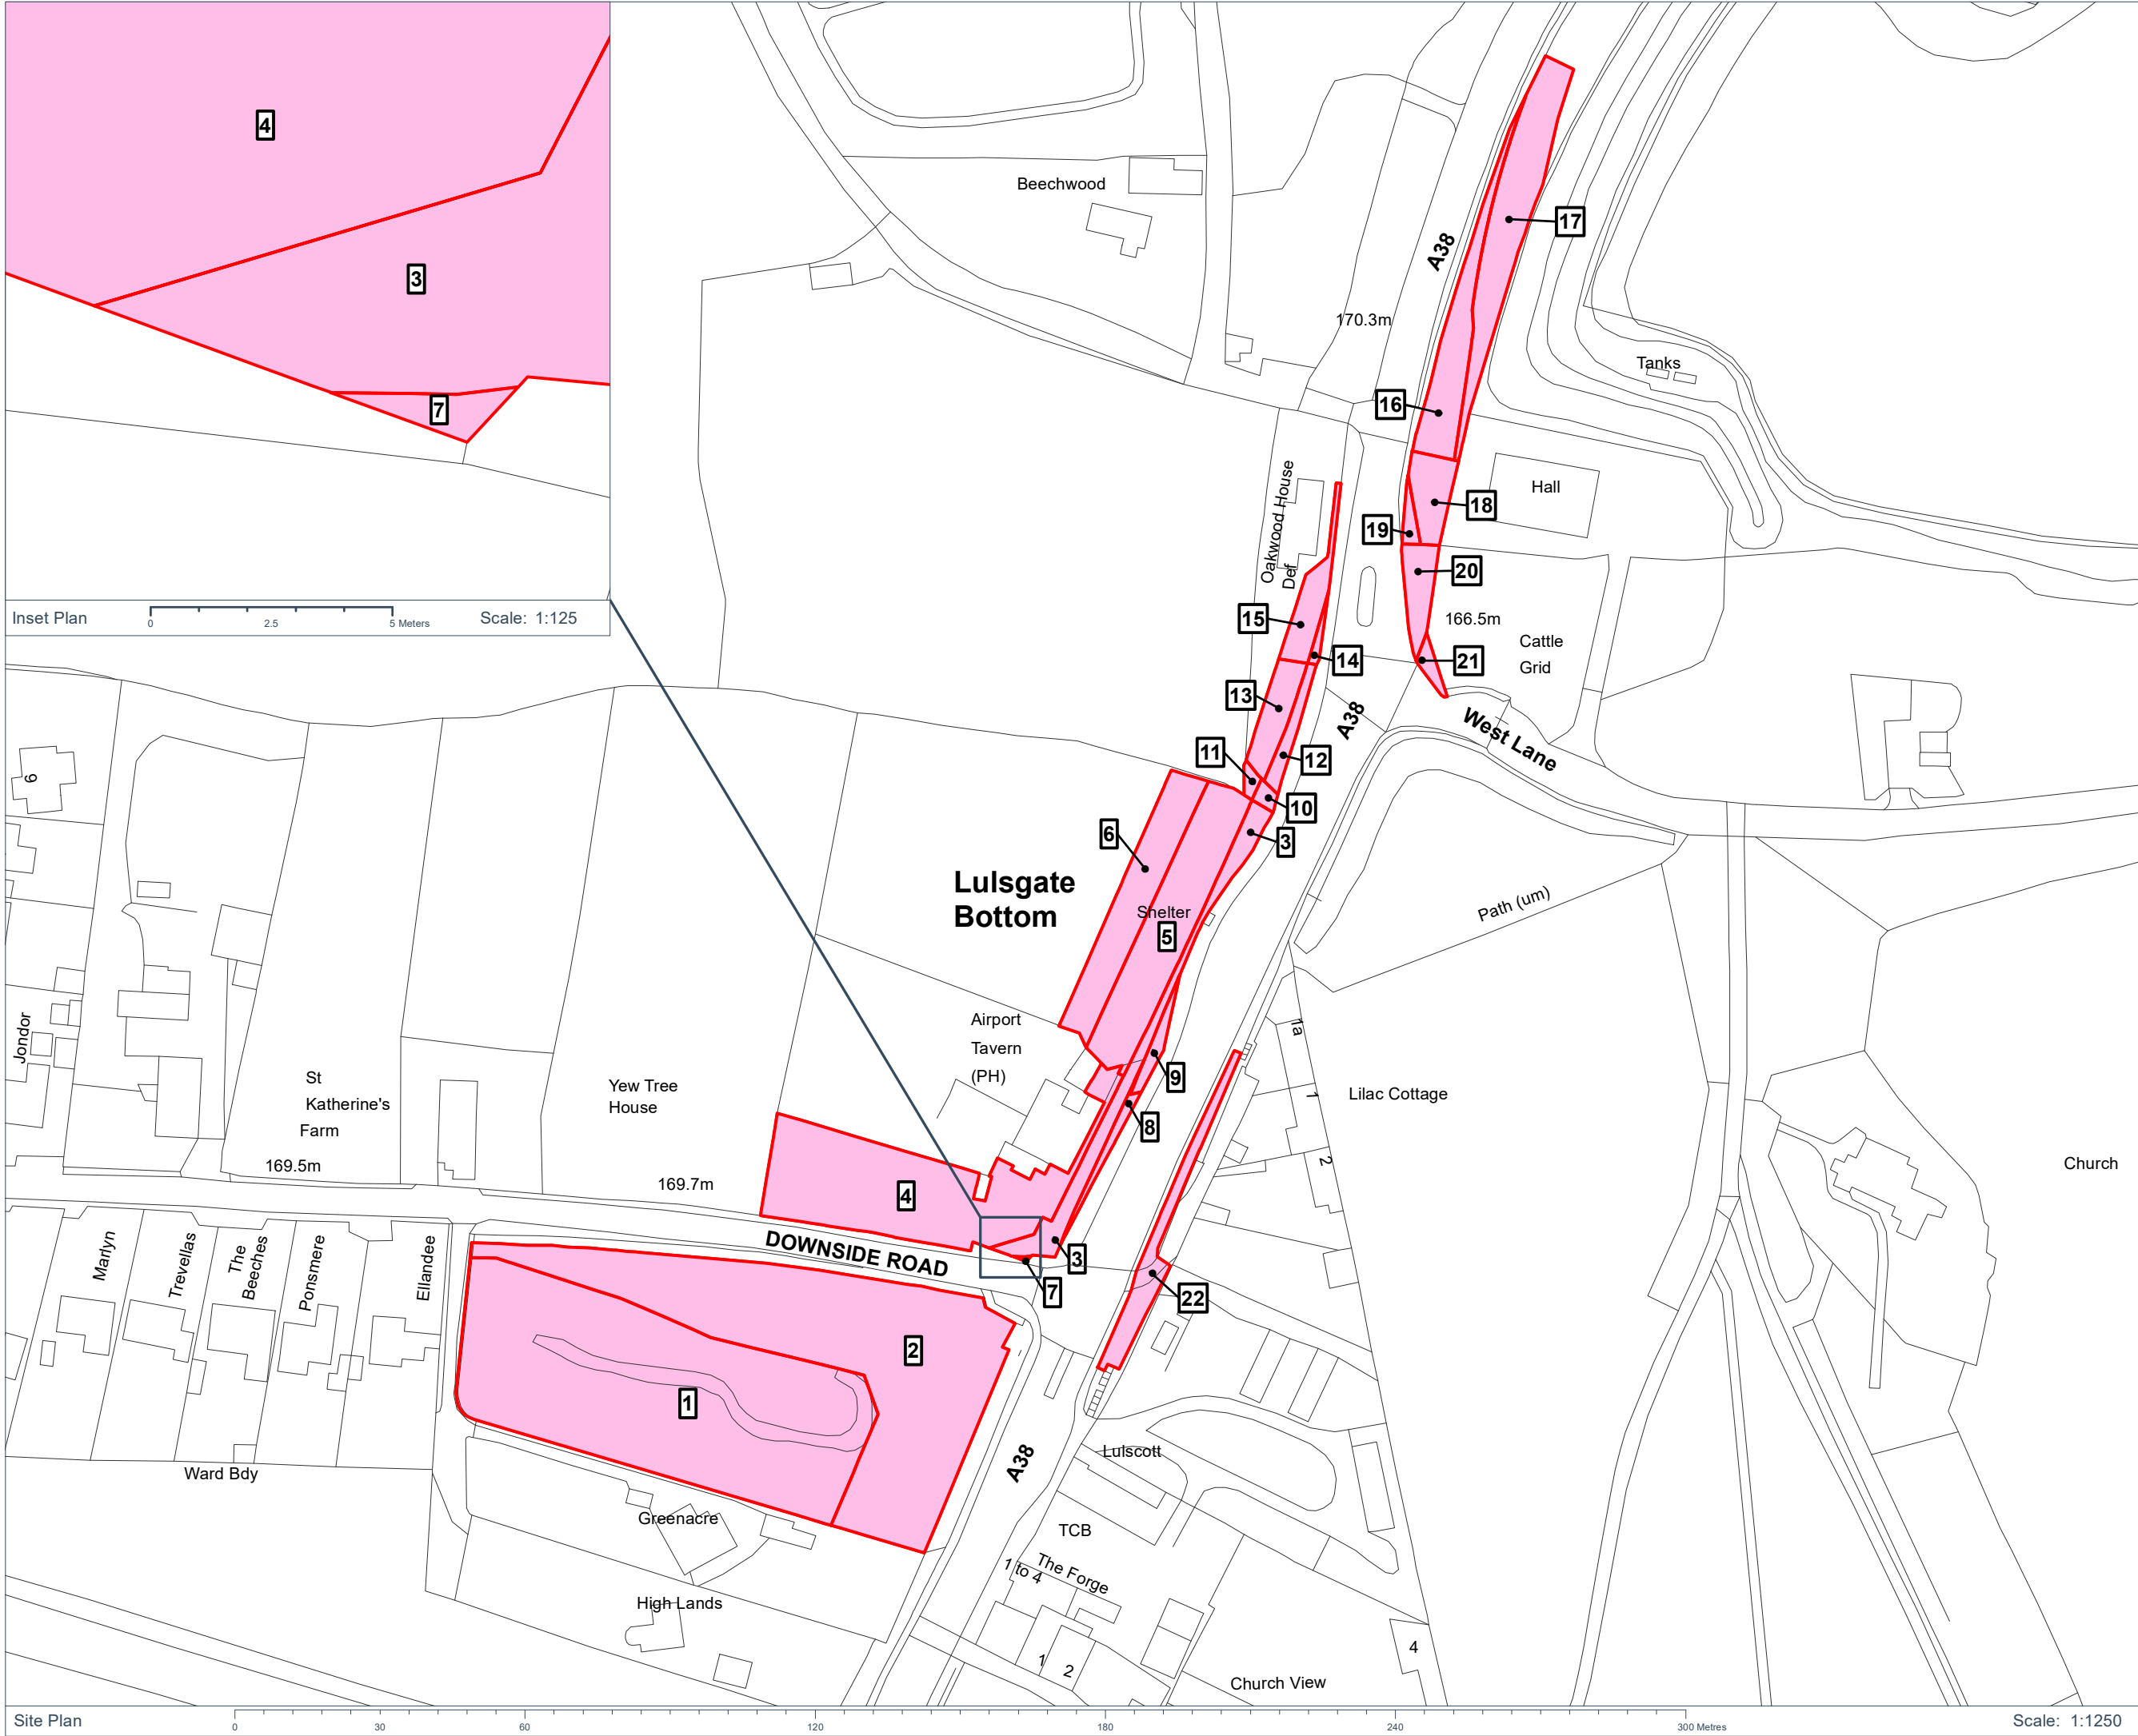 4
3
7
Inset Plan
0
2.5
5 Meters
Scale: 1:125
Beechwood
A38
17
170.3m
Tanks
16
Oakwood House
Def
Hall
18
19
20
15
166.5m
Cattle
Grid
14
21
13
A38
West Lane
11
12
9
10
6
3
Lulsgate
Bottom
Shelter
5
Path (um)
Jondor
Airport
Tavern
(PH)
1a
St
Katherine's
Farm
Yew Tree
House
9
1
Lilac Cottage
8
2
Church
169.5m
169.7m
4
Marlyn
Trevellas
The
Beeches
Ponsmere
Ellandee
DOWNSIDE ROAD
3
7
22
2
1
A38
Lulscott
Ward Bdy
Greenacre
TCB
The Forge
1 to 4
High Lands
1
2
4
Church View
Site Plan
0
30
60
120
180
240
300 Metres
Scale: 1:1250